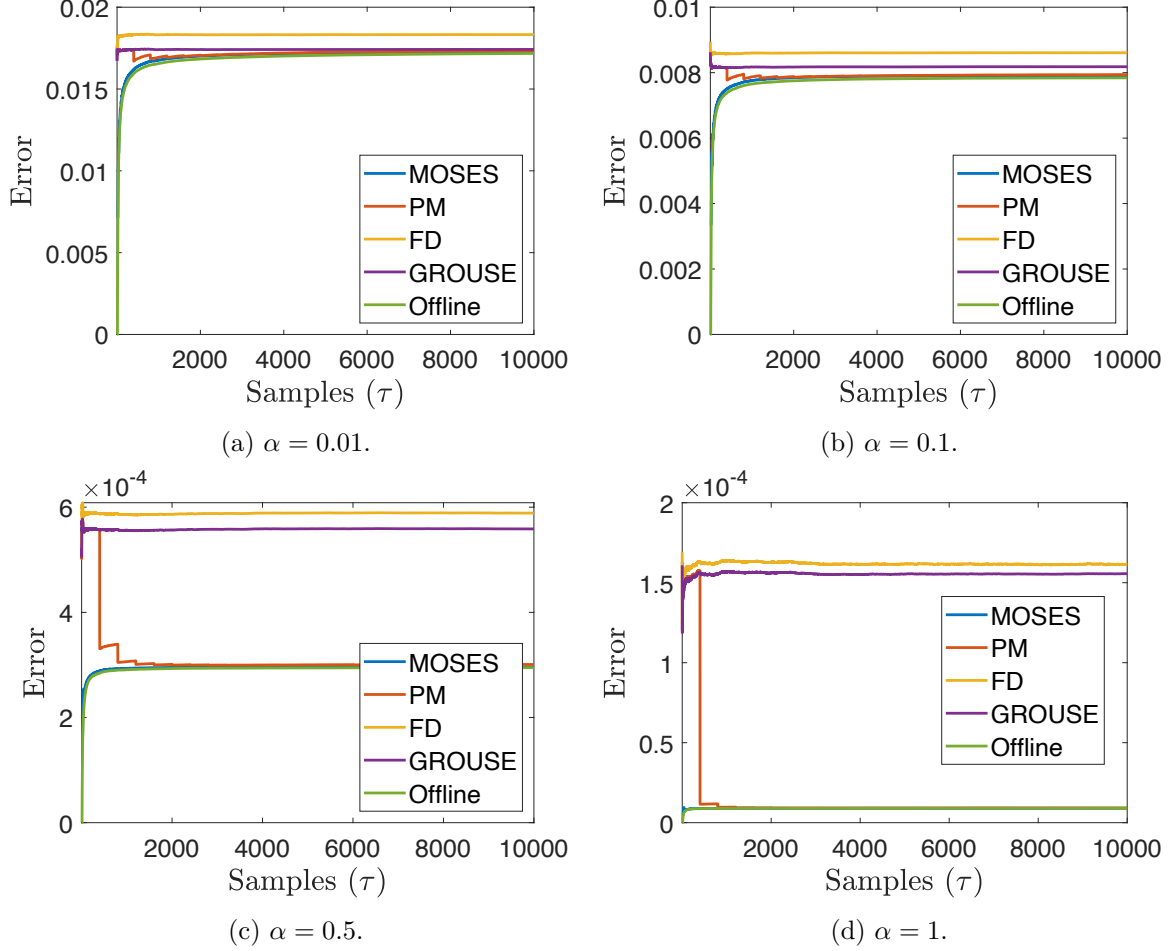 0.02
0.015
0.01
0.005
0
Error
MOSES
PM
FD
GROUSE
Offline
2000 4000 6000 8000 10000
Samples (τ)
(a) α = 0.01.
0.01
0.008
0.006
0.004
0.002
0
Error
MOSES
PM
FD
GROUSE
Offline
2000 4000 6000 8000 10000
Samples (τ)
(b) α = 0.1.
×10⁻⁴
6
4
2
0
Error
MOSES
PM
FD
GROUSE
Offline
2000 4000 6000 8000 10000
Samples (τ)
(c) α = 0.5.
×10⁻⁴
2
1.5
1
0.5
0
Error
MOSES
PM
FD
GROUSE
Offline
2000 4000 6000 8000 10000
Samples (τ)
(d) α = 1.